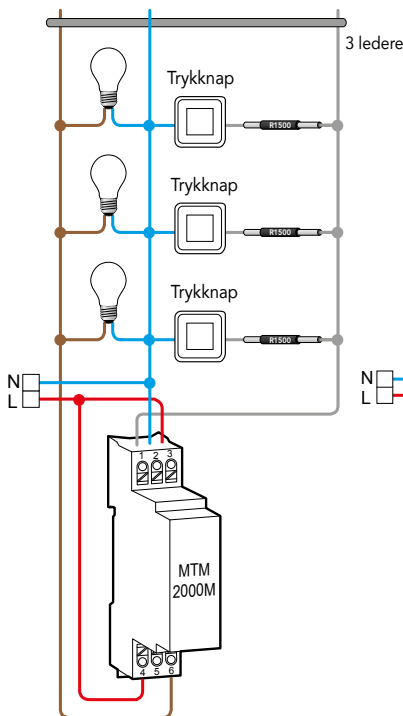 3 ledere
Trykknap
R1500
Trykknap
R1500
Trykknap
R1500
N
L
N
L
1 2 3
MTM
2000M
4 5 6